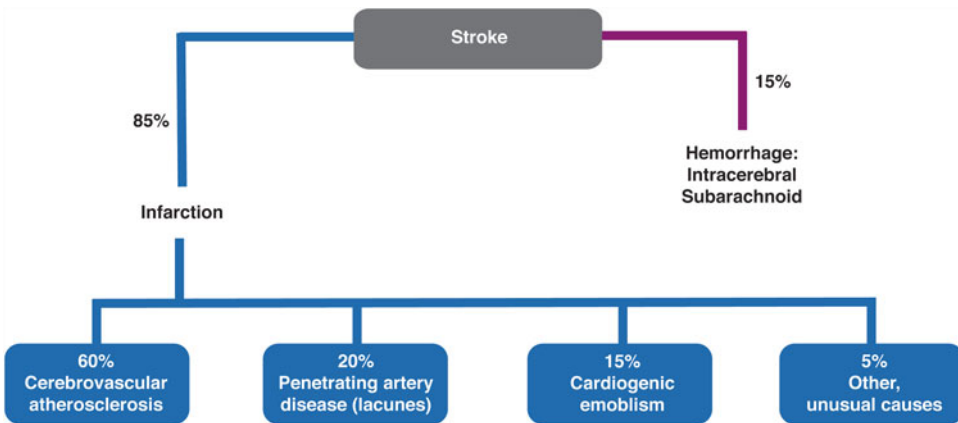 Stroke
85%
15%
Hemorrhage:
Intracerebral
Subarachnoid
Infarction
60%
Cerebrovascular
atherosclerosis
20%
Penetrating artery
disease (lacunes)
15%
Cardiogenic
emoblism
5%
Other,
unusual causes